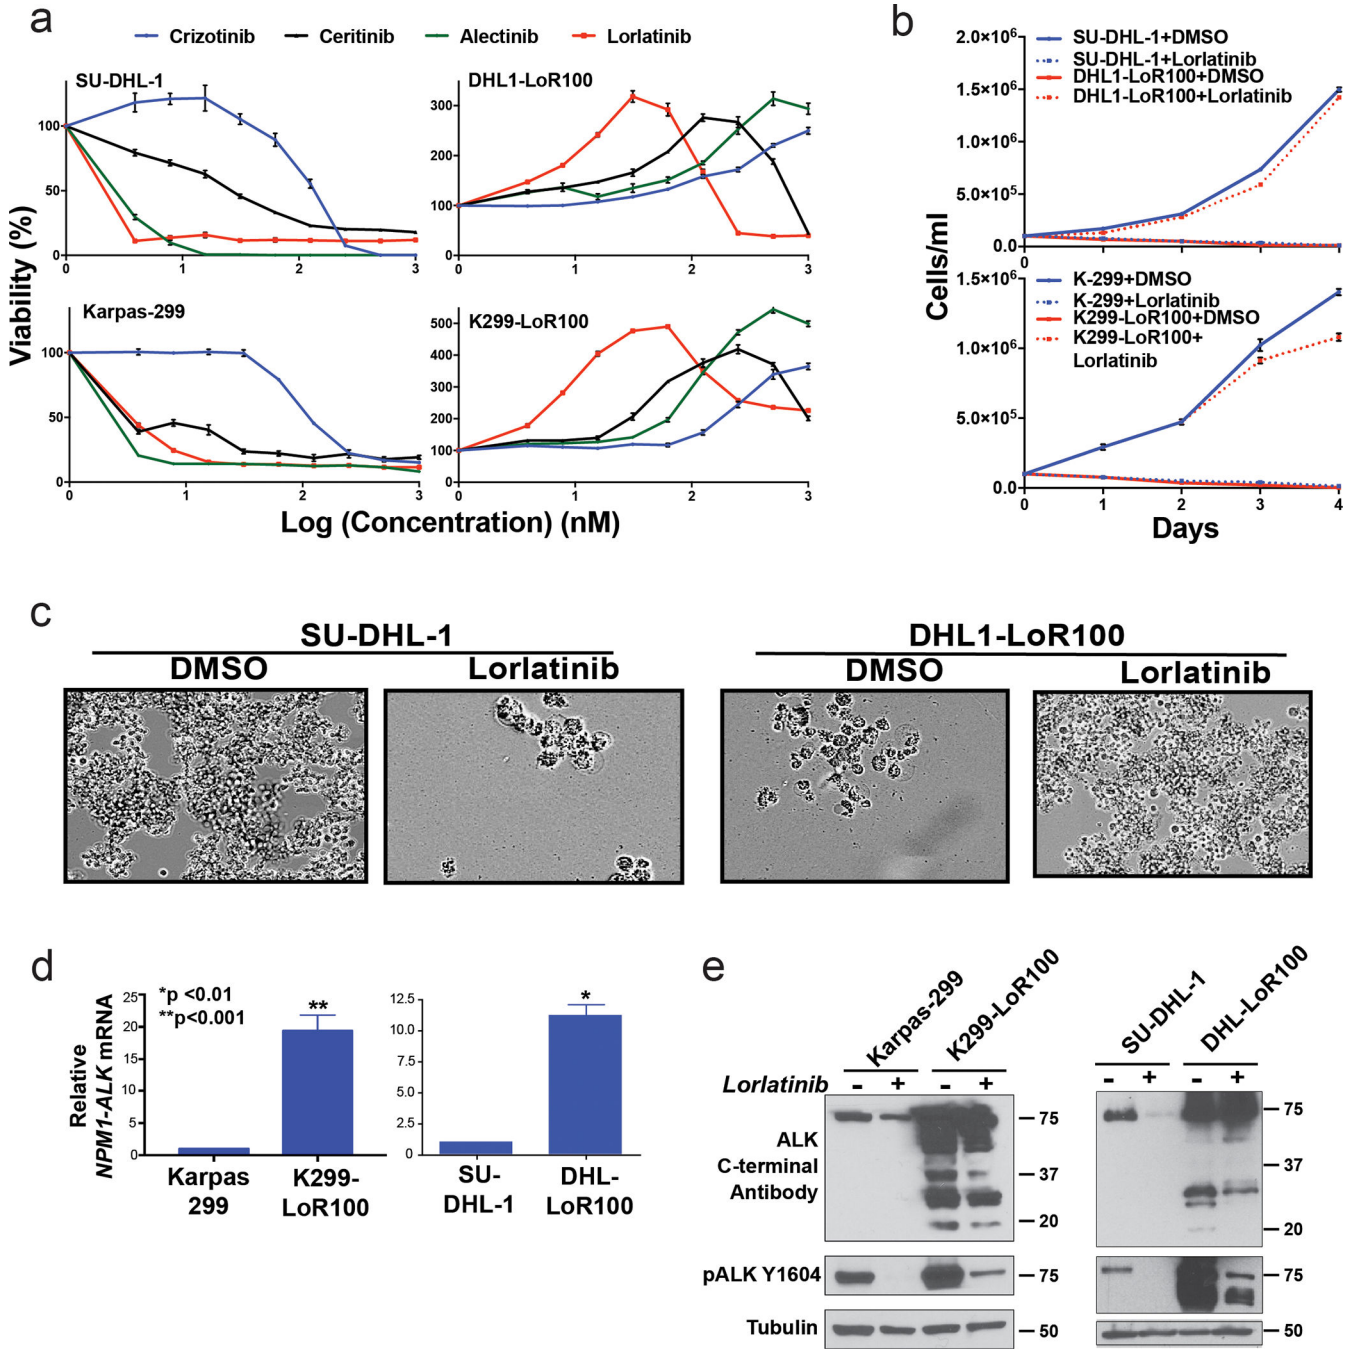 a
Crizotinib Ceritinib Alectinib Lorlatinib
SU-DHL-1
100
50
0
0 1 2 3
DHL1-LoR100
300
200
100
0
0 1 2 3
Karpas-299
100
50
0
0 1 2 3
K299-LoR100
500
400
300
200
100
0
0 1 2 3
Viability (%)
Log (Concentration) (nM)
b
2.0×10⁶
1.5×10⁶
1.0×10⁶
5.0×10⁵
0.0
0
SU-DHL-1+DMSO
SU-DHL-1+Lorlatinib
DHL1-LoR100+DMSO
DHL1-LoR100+Lorlatinib
1.5×10⁶
1.0×10⁶
5.0×10⁵
0.0
0 1 2 3 4
K-299+DMSO
K-299+Lorlatinib
K299-LoR100+DMSO
K299-LoR100+
Lorlatinib
Cells/ml
Days
c
SU-DHL-1
DMSO Lorlatinib
DHL1-LoR100
DMSO Lorlatinib
d
Relative
NPM1-ALK mRNA
25
20
15
10
5
0
*p <0.01
**p<0.001
**
Karpas
299
K299-
LoR100
12.5
10.0
7.5
5.0
2.5
0
*
SU-
DHL-1
DHL-
LoR100
e
Karpas-299
K299-LoR100
SU-DHL-1
DHL-LoR100
Lorlatinib - + - +
- + - +
ALK
C-terminal
Antibody
75
37
20
75
37
20
pALK Y1604
75
75
Tubulin
50
50